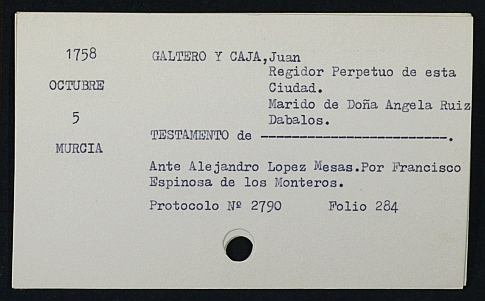 1758
OCTUBRE
5
MURCIA
GALTERO Y CAJA,Juan
Regidor Perpetuo de esta
Ciudad.
Marido de Doña Angela Ruiz
Dabalos.
TESTAMENTO de ------------------------.
Ante Alejandro Lopez Mesas.Por Francisco
Espinosa de los Monteros.
Protocolo Nº 2790 Folio 284